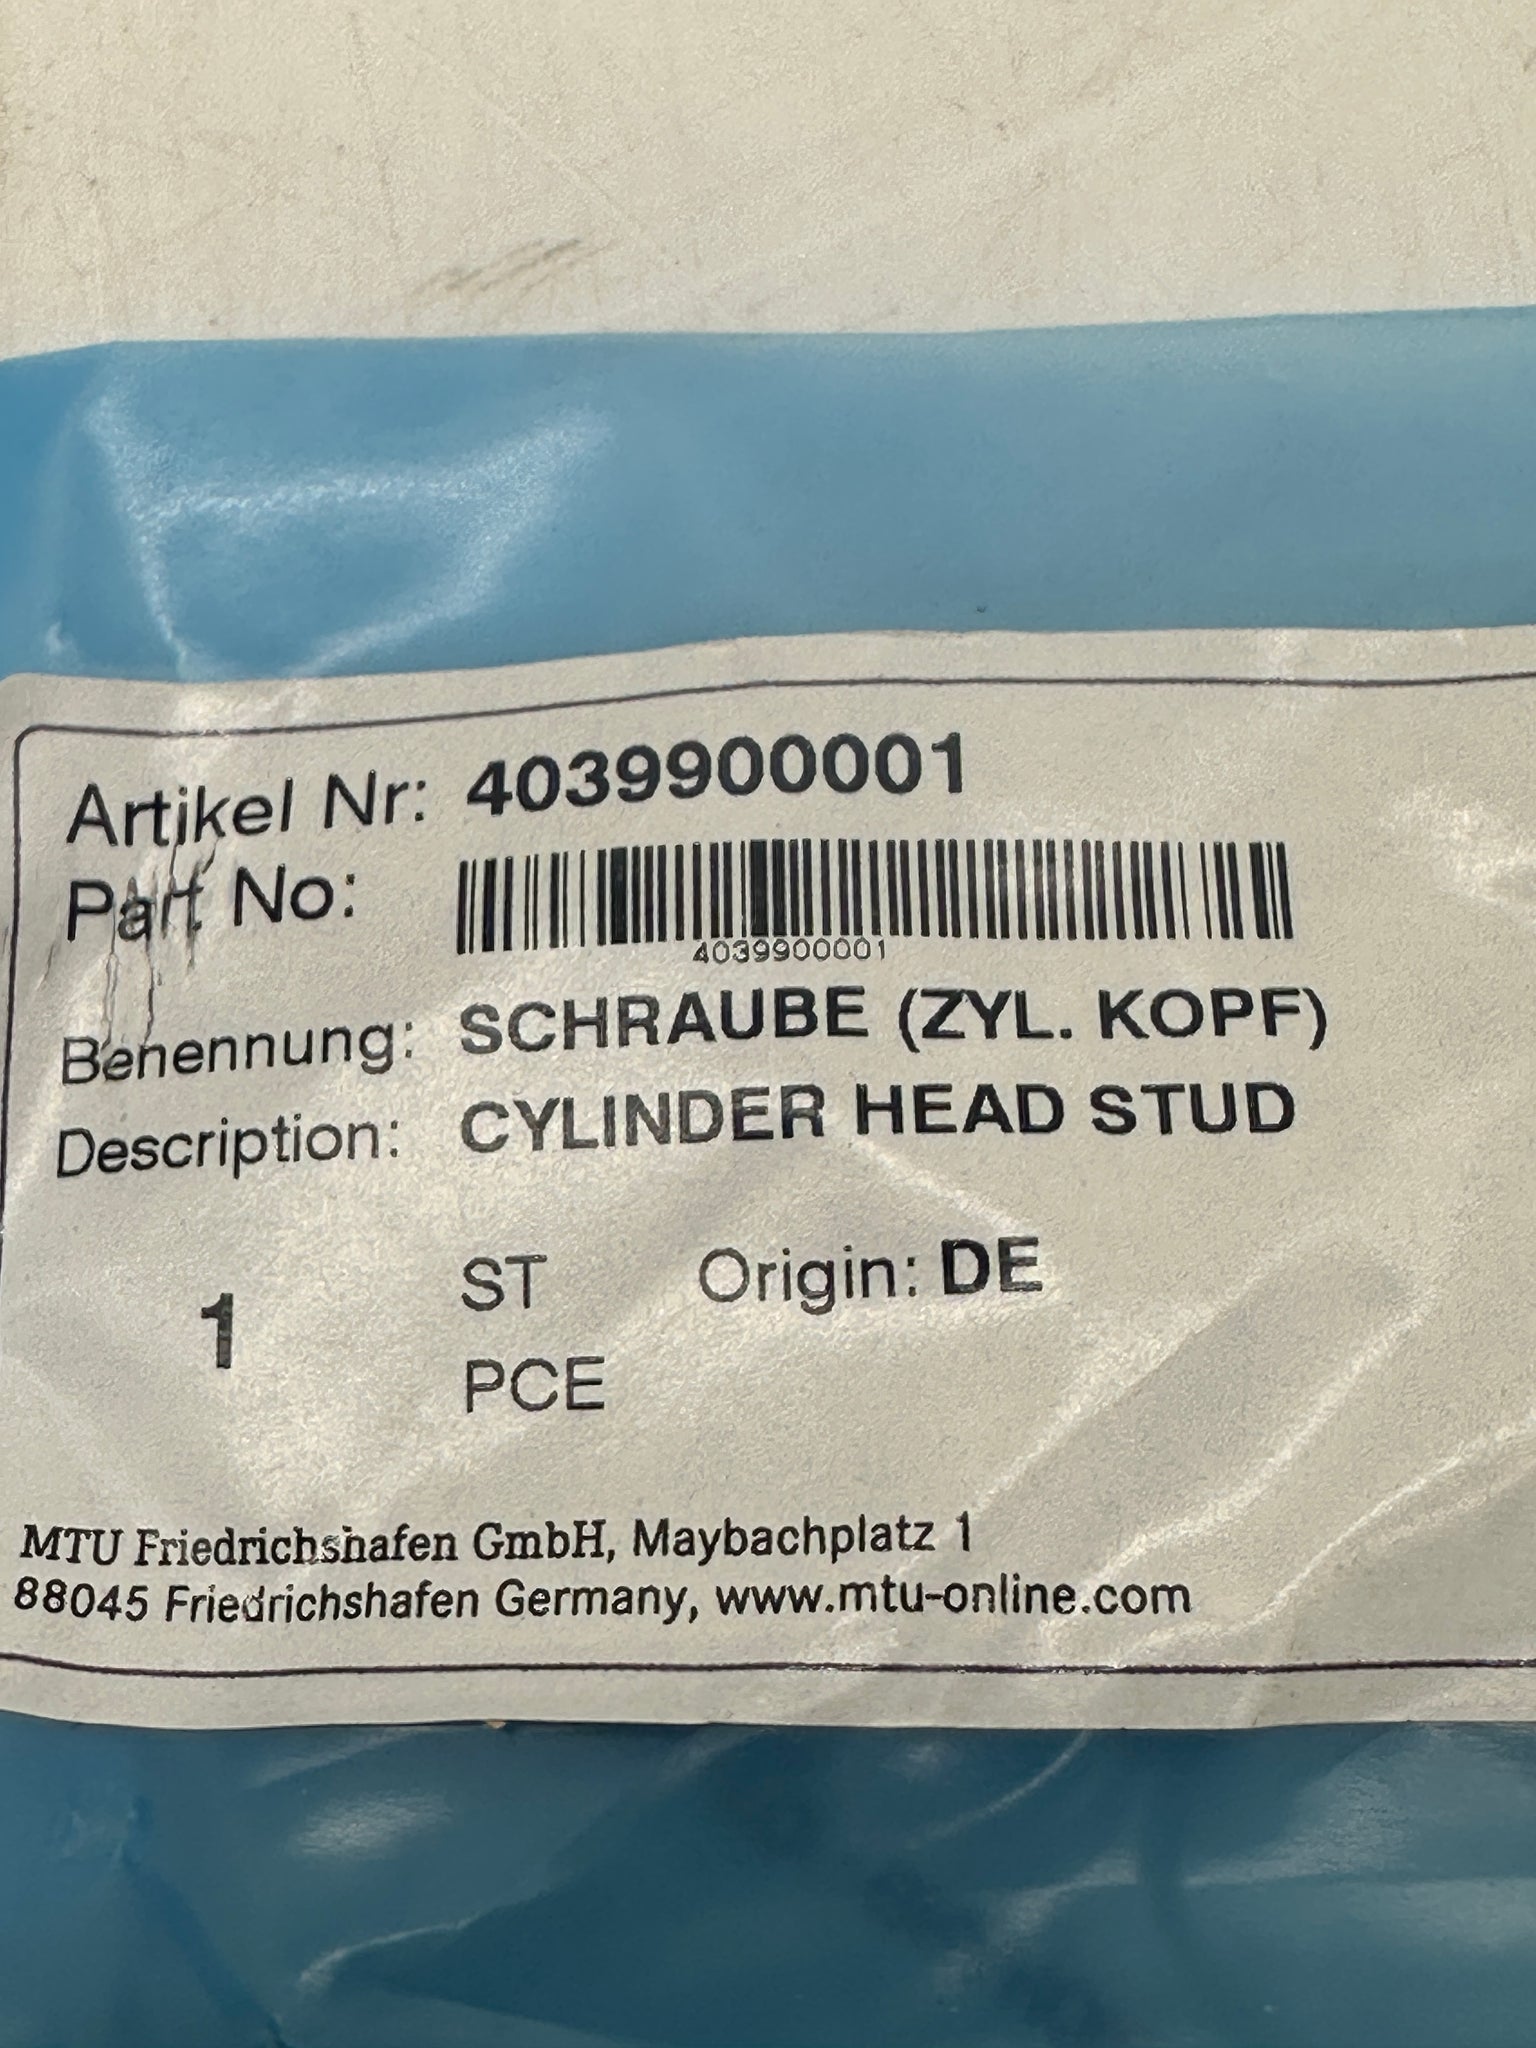 Artikel Nr: 4039900001
Part No:
4039900001
Benennung: SCHRAUBE (ZYL. KOPF)
Description: CYLINDER HEAD STUD
1 ST Origin: DE
PCE
MTU Friedrichshafen GmbH, Maybachplatz 1
88045 Friedrichshafen Germany, www.mtu-online.com